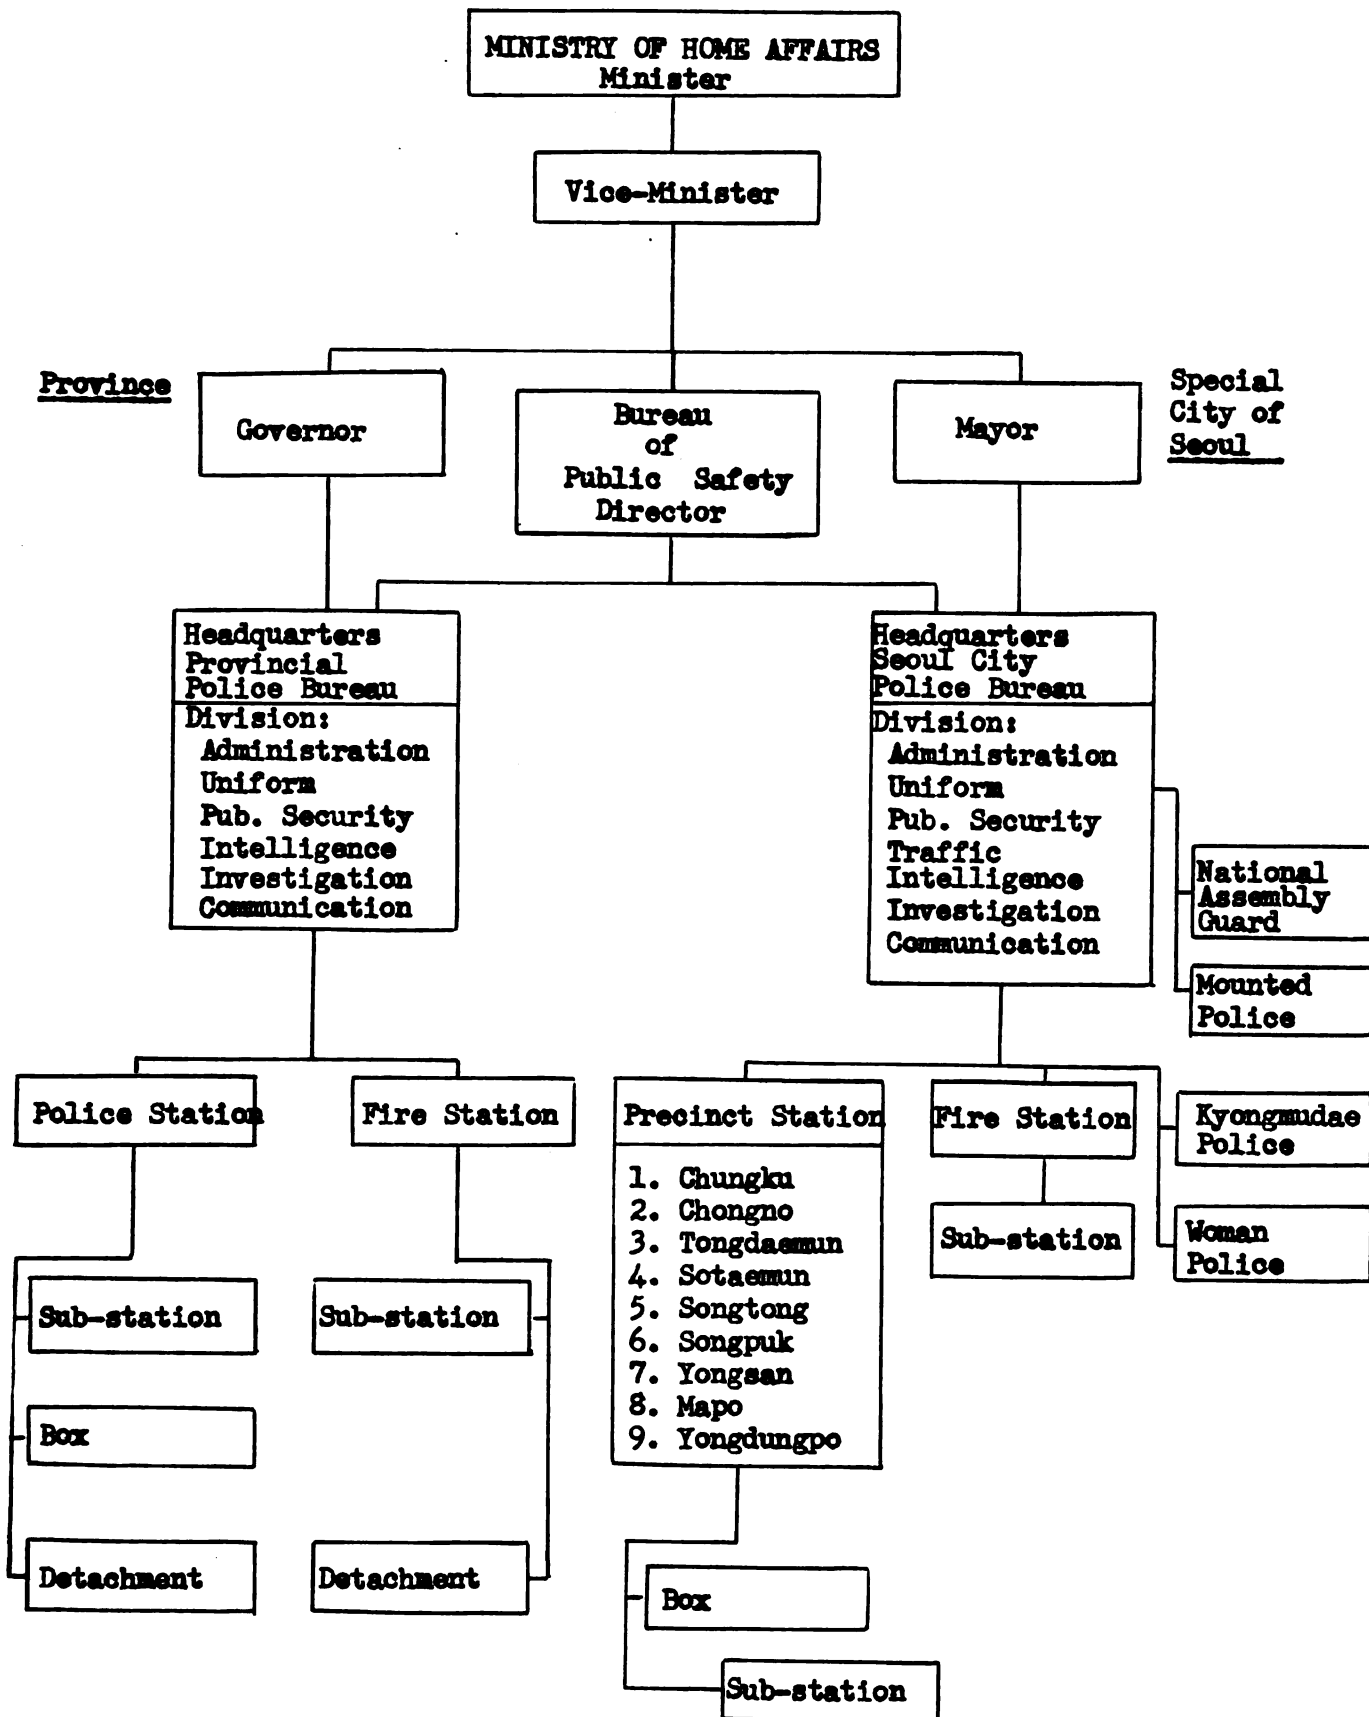 MINISTRY OF HOME AFFAIRS
Minister
Vice-Minister
Province
Governor
Bureau
of
Public Safety
Director
Mayor
Special
City of
Seoul
Headquarters
Provincial
Police Bureau
Division:
Administration
Uniform
Pub. Security
Intelligence
Investigation
Communication
Headquarters
Seoul City
Police Bureau
Division:
Administration
Uniform
Pub. Security
Traffic
Intelligence
Investigation
Communication
National
Assembly
Guard
Mounted
Police
Police Station
Fire Station
Precinct Station
1. Chungku
2. Chongno
3. Tongdaemun
4. Sotaemun
5. Songtong
6. Songpuk
7. Yongsan
8. Mapo
9. Yongdungpo
Fire Station
Sub-station
Kyongmudae
Police
Woman
Police
Sub-station
Box
Detachment
Sub-station
Detachment
Box
Sub-station